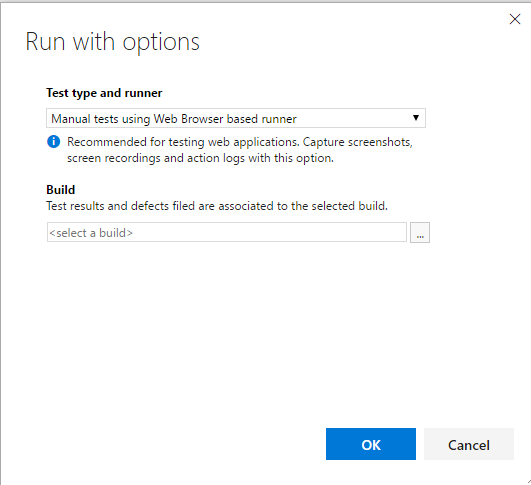 Run with options
Test type and runner
Manual tests using Web Browser based runner
Recommended for testing web applications. Capture screenshots,
screen recordings and action logs with this option.
Build
Test results and defects filed are associated to the selected build.
<select a build>
...
OK
Cancel